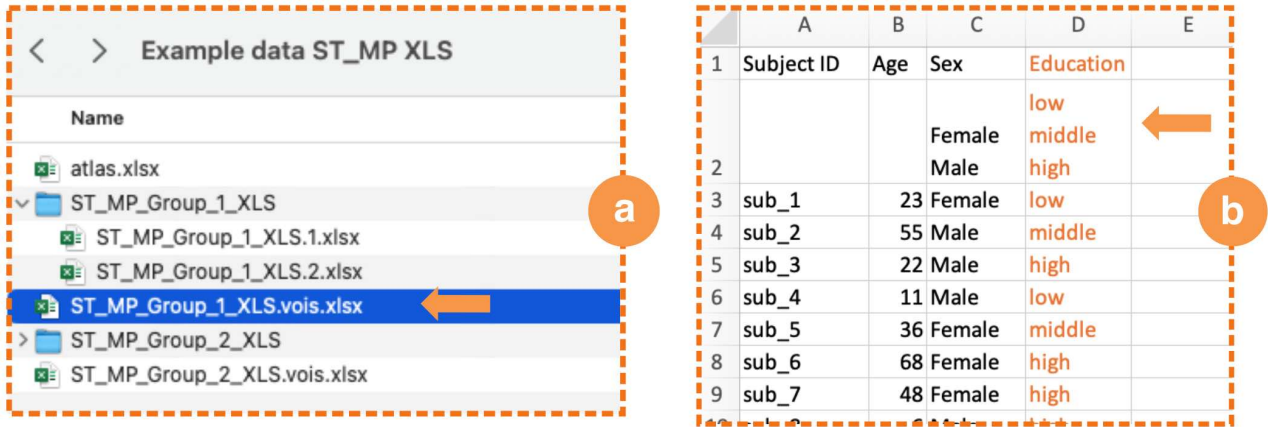 Example data ST_MP XLS
Name
atlas.xlsx
ST_MP_Group_1_XLS
ST_MP_Group_1_XLS.1.xlsx
ST_MP_Group_1_XLS.2.xlsx
ST_MP_Group_1_XLS.vois.xlsx
ST_MP_Group_2_XLS
ST_MP_Group_2_XLS.vois.xlsx
a
A B C D E
1 Subject ID Age Sex Education
low
Female middle
2 Male high
3 sub_1 23 Female low
4 sub_2 55 Male middle
5 sub_3 22 Male high
6 sub_4 11 Male low
7 sub_5 36 Female middle
8 sub_6 68 Female high
9 sub_7 48 Female high
b